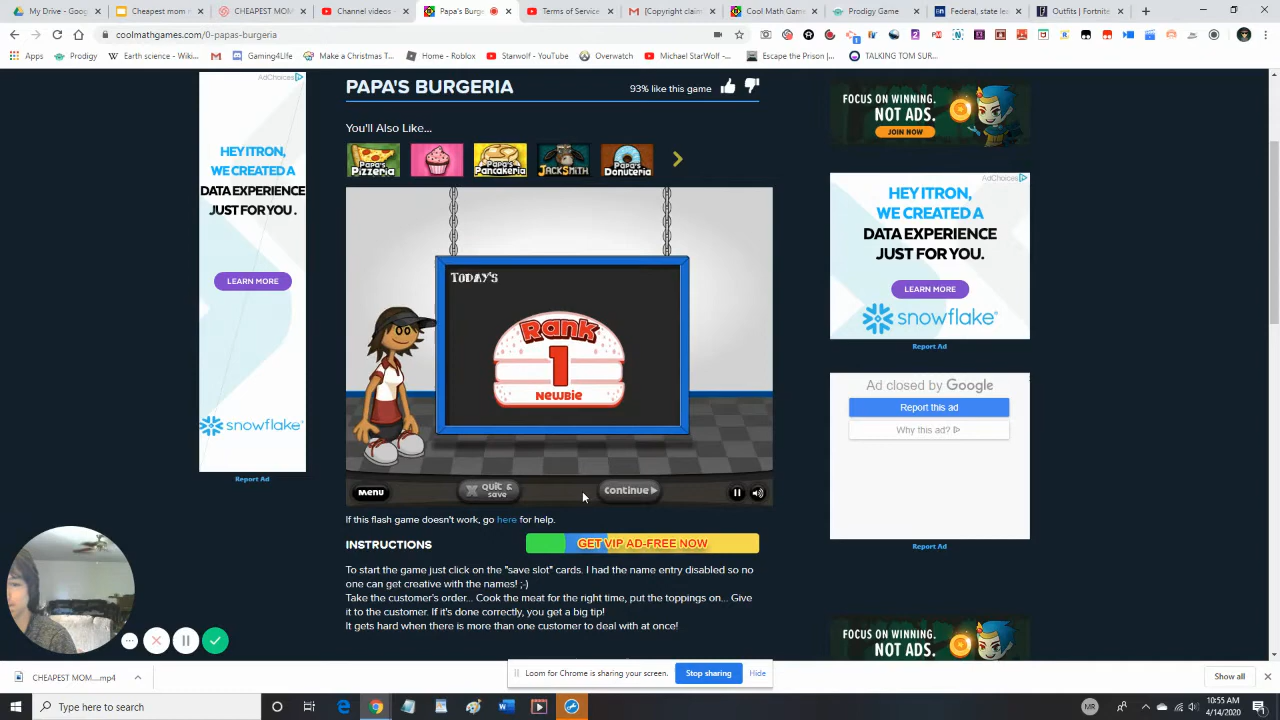 CHEAPEST M
CHEAPEST MOM
Channel videos -
Papa's Burge
Terms of Service
[Copyright claim
Cool Math Game
Prodigy Game
Federal, state le
Outfits | Fortnite
coolmathgames.com/0-papas-burgeria
Apps
Prodigy
Earth science - Wiki...
Gaming4Life
Make a Christmas T...
Home - Roblox
Starwolf - YouTube
Overwatch
Michael StarWolf -...
Escape the Prison |...
TALKING TOM SUR...
PAPA'S BURGERIA
93% like this game
You'll Also Like...
Papa's Pizzeria
Papa's Pancakeria
JACKSMITH
Papa's Donuteria
AdChoices
HEY ITRON,
WE CREATED A
DATA EXPERIENCE
JUST FOR YOU .
LEARN MORE
snowflake®
Report Ad
TODAY'S
Rank
1
Newbie
Menu
Quit &
save
Continue
If this flash game doesn't work, go here for help.
INSTRUCTIONS
GET VIP AD-FREE NOW
To start the game just click on the "save slot" cards. I had the name entry disabled so no
one can get creative with the name! ;-)
Take the customer's order... Cook the meat for the right time, put the toppings on... Give
it to the customer. If it's done correctly, you get a big tip!
It gets hard when there is more than one customer to deal with at once!
FOCUS ON WINNING.
NOT ADS.
JOIN NOW
AdChoices
HEY ITRON,
WE CREATED A
DATA EXPERIENCE
JUST FOR YOU.
LEARN MORE
snowflake®
Report Ad
Ad closed by Google
Report this ad
Why this ad?
Report Ad
FOCUS ON WINNING.
NOT ADS.
CHEAPEST MOM....mp4
Loom for Chrome is sharing your screen.
Stop sharing
Hide
Show all
Type here to search
MR
10:55 AM
4/14/2020